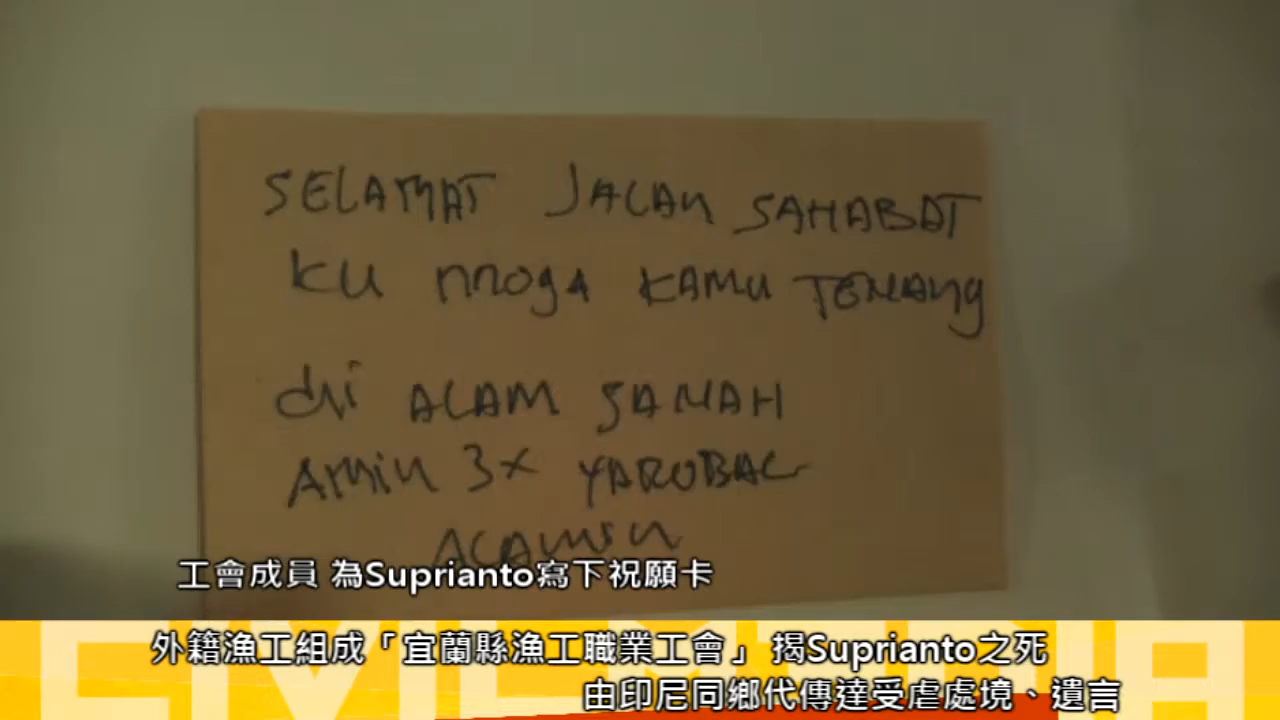 SELAMAT JALAN SAHABAT
KU MOGA KAMU TENANG
di ALAM SANAH
AMiN 3X YAROBAL
ALAMiN
工會成員 為Suprianto寫下祝願卡
外籍漁工組成「宜蘭縣漁工職業工會」 揭Suprianto之死
由印尼同鄉代傳達受虐處境、遺言